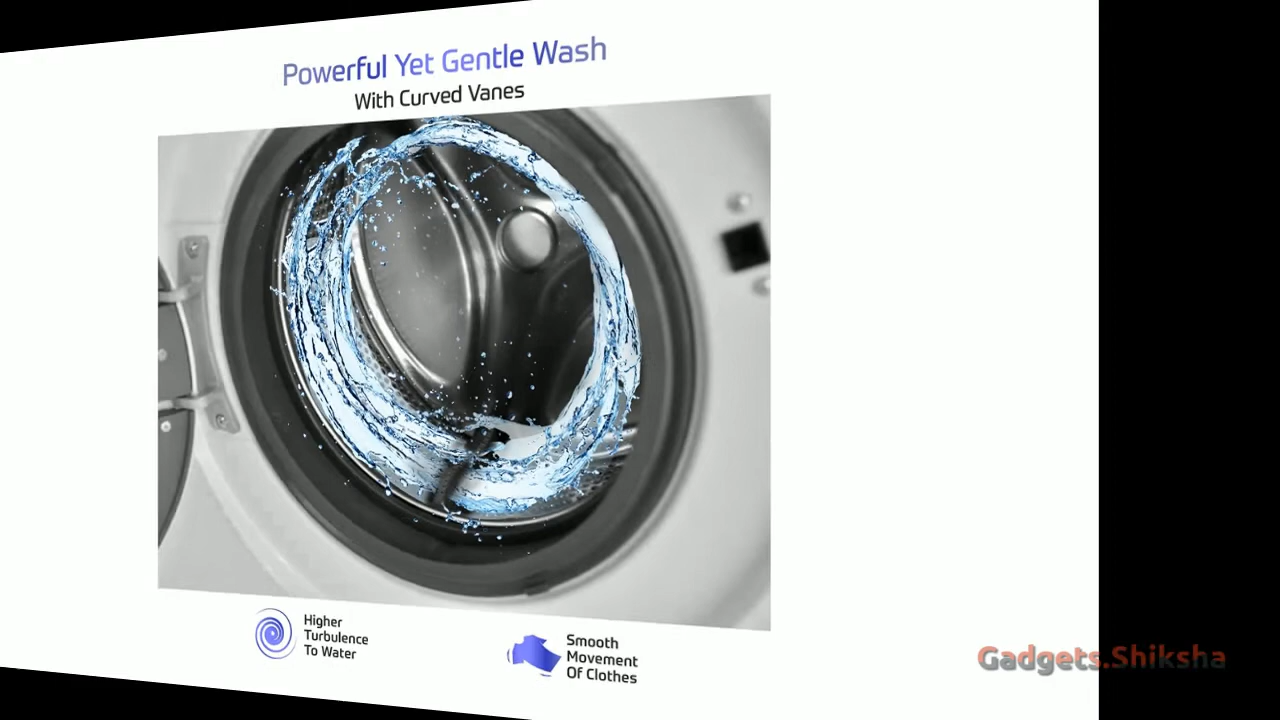 Powerful Yet Gentle Wash
With Curved Vanes
Higher
Turbulence
To Water
Smooth
Movement
Of Clothes
Gadgets.Shiksha